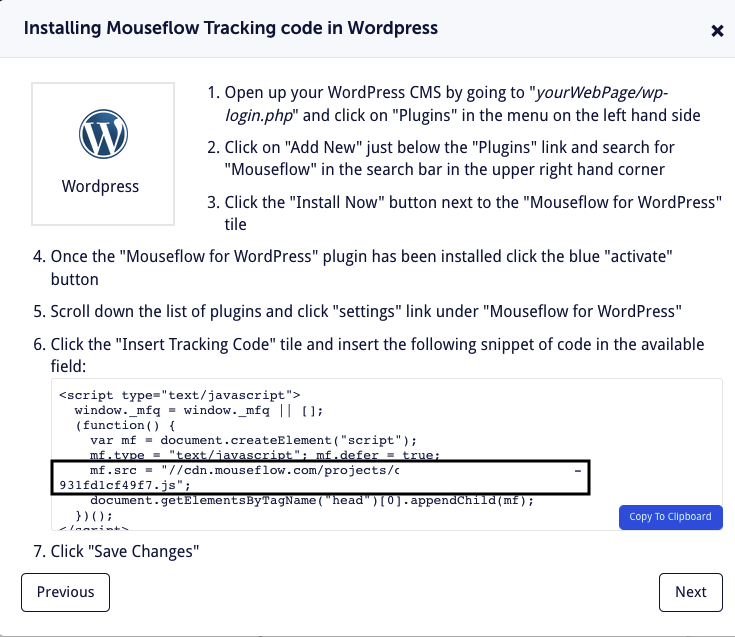 Installing Mouseflow Tracking code in Wordpress
1. Open up your WordPress CMS by going to "yourWebPage/wp-
login.php" and click on "Plugins" in the menu on the left hand side
2. Click on "Add New" just below the "Plugins" link and search for
"Mouseflow" in the search bar in the upper right hand corner
Wordpress
3. Click the "Install Now" button next to the "Mouseflow for WordPress"
tile
4. Once the "Mouseflow for WordPress" plugin has been installed click the blue "activate"
button
5. Scroll down the list of plugins and click "settings" link under "Mouseflow for WordPress"
6. Click the "Insert Tracking Code" tile and insert the following snippet of code in the available
field:
<script type="text/javascript">
window._mfq = window._mfq || [];
(function() {
var mf = document.createElement("script");
mf.type = "text/javascript"; mf.defer = true;
mf.src = "//cdn.mouseflow.com/projects/ -
931fd1cf49f7.js";
document.getElementsByTagName("head")[0].appendChild(mf);
})();
</script>
Copy To Clipboard
7. Click "Save Changes"
Previous
Next